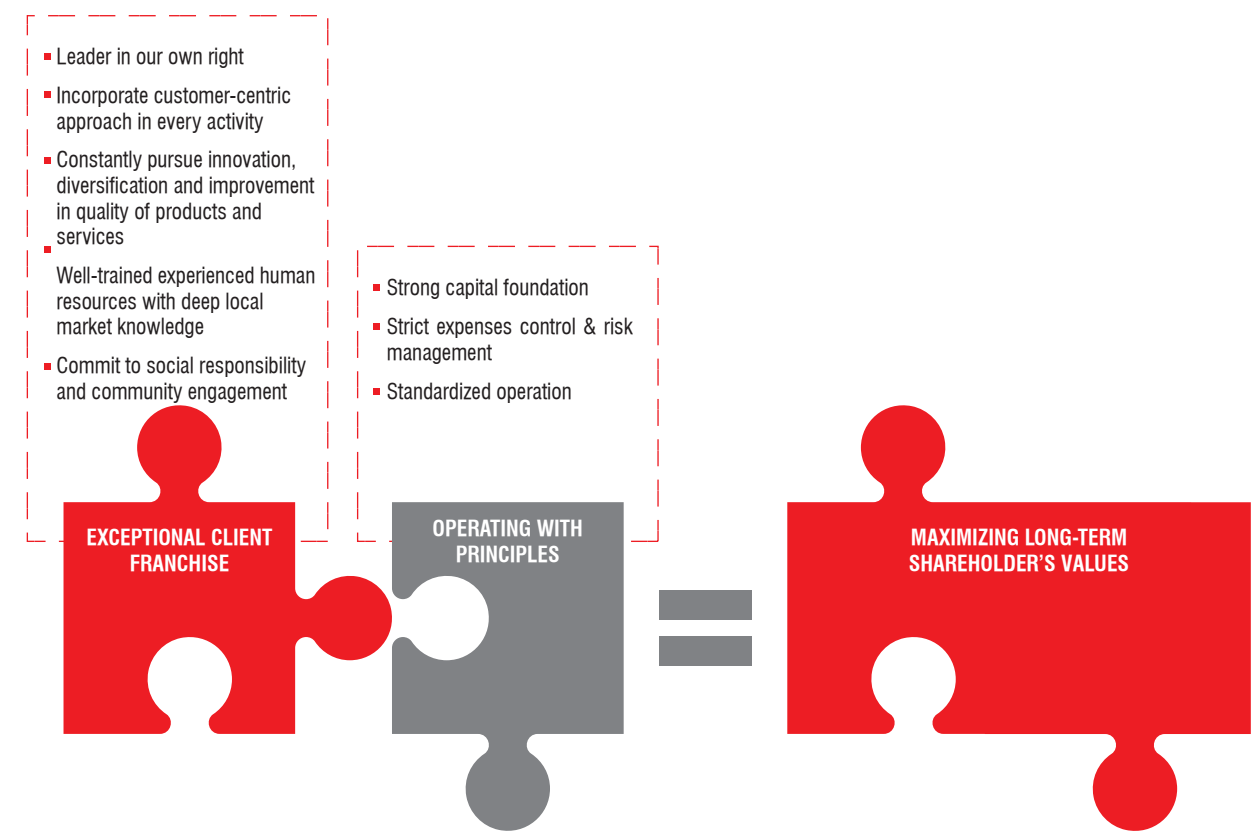 Leader in our own right
Incorporate customer-centric
approach in every activity
Constantly pursue innovation,
diversification and improvement
in quality of products and
services
Well-trained experienced human
resources with deep local
market knowledge
Commit to social responsibility
and community engagement
EXCEPTIONAL CLIENT
FRANCHISE
Strong capital foundation
Strict expenses control & risk
management
Standardized operation
OPERATING WITH
PRINCIPLES
MAXIMIZING LONG-TERM
SHAREHOLDER’S VALUES